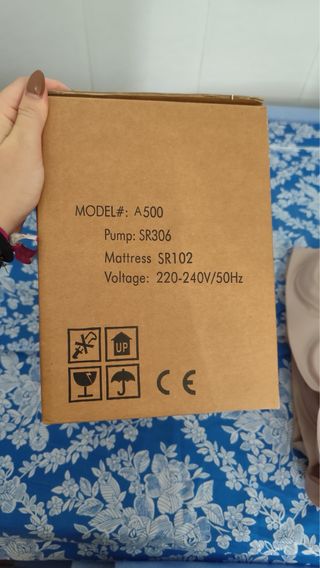 MODEL#: A500
Pump: SR306
Mattress SR102
Voltage: 220-240V/50Hz
UP
CE